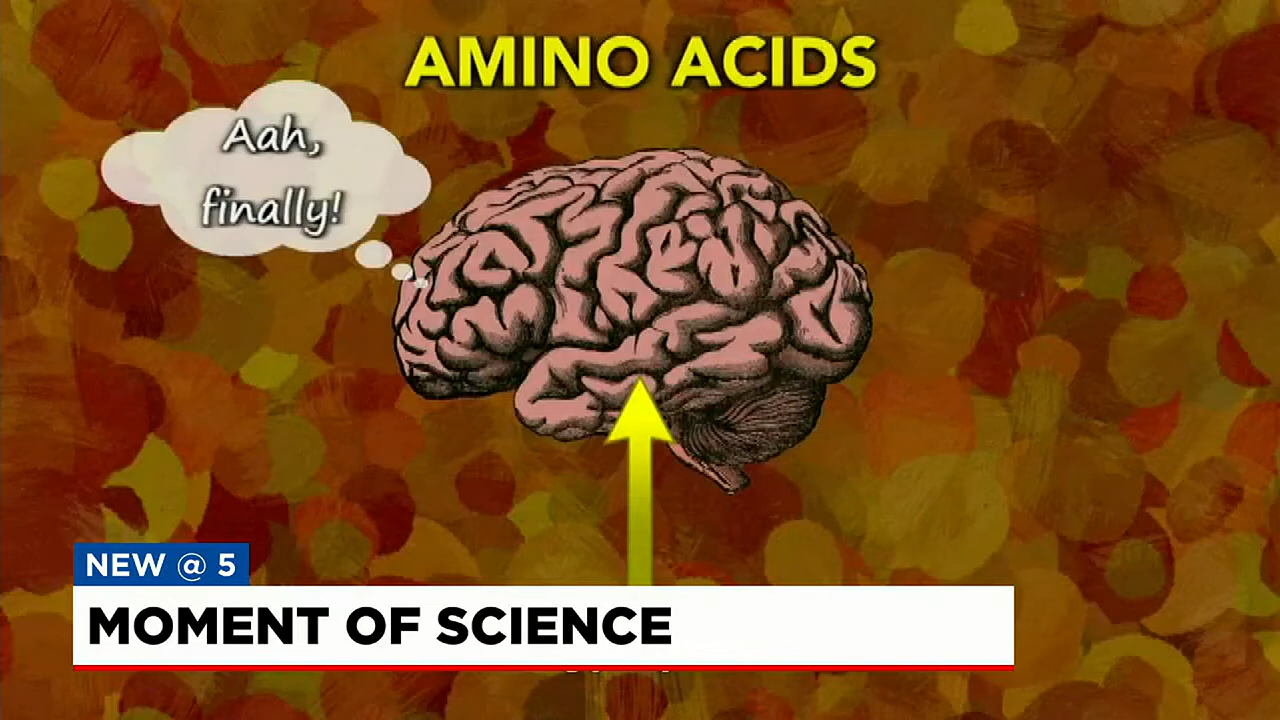 AMINO ACIDS
Aah,
finally!
NEW @ 5
MOMENT OF SCIENCE